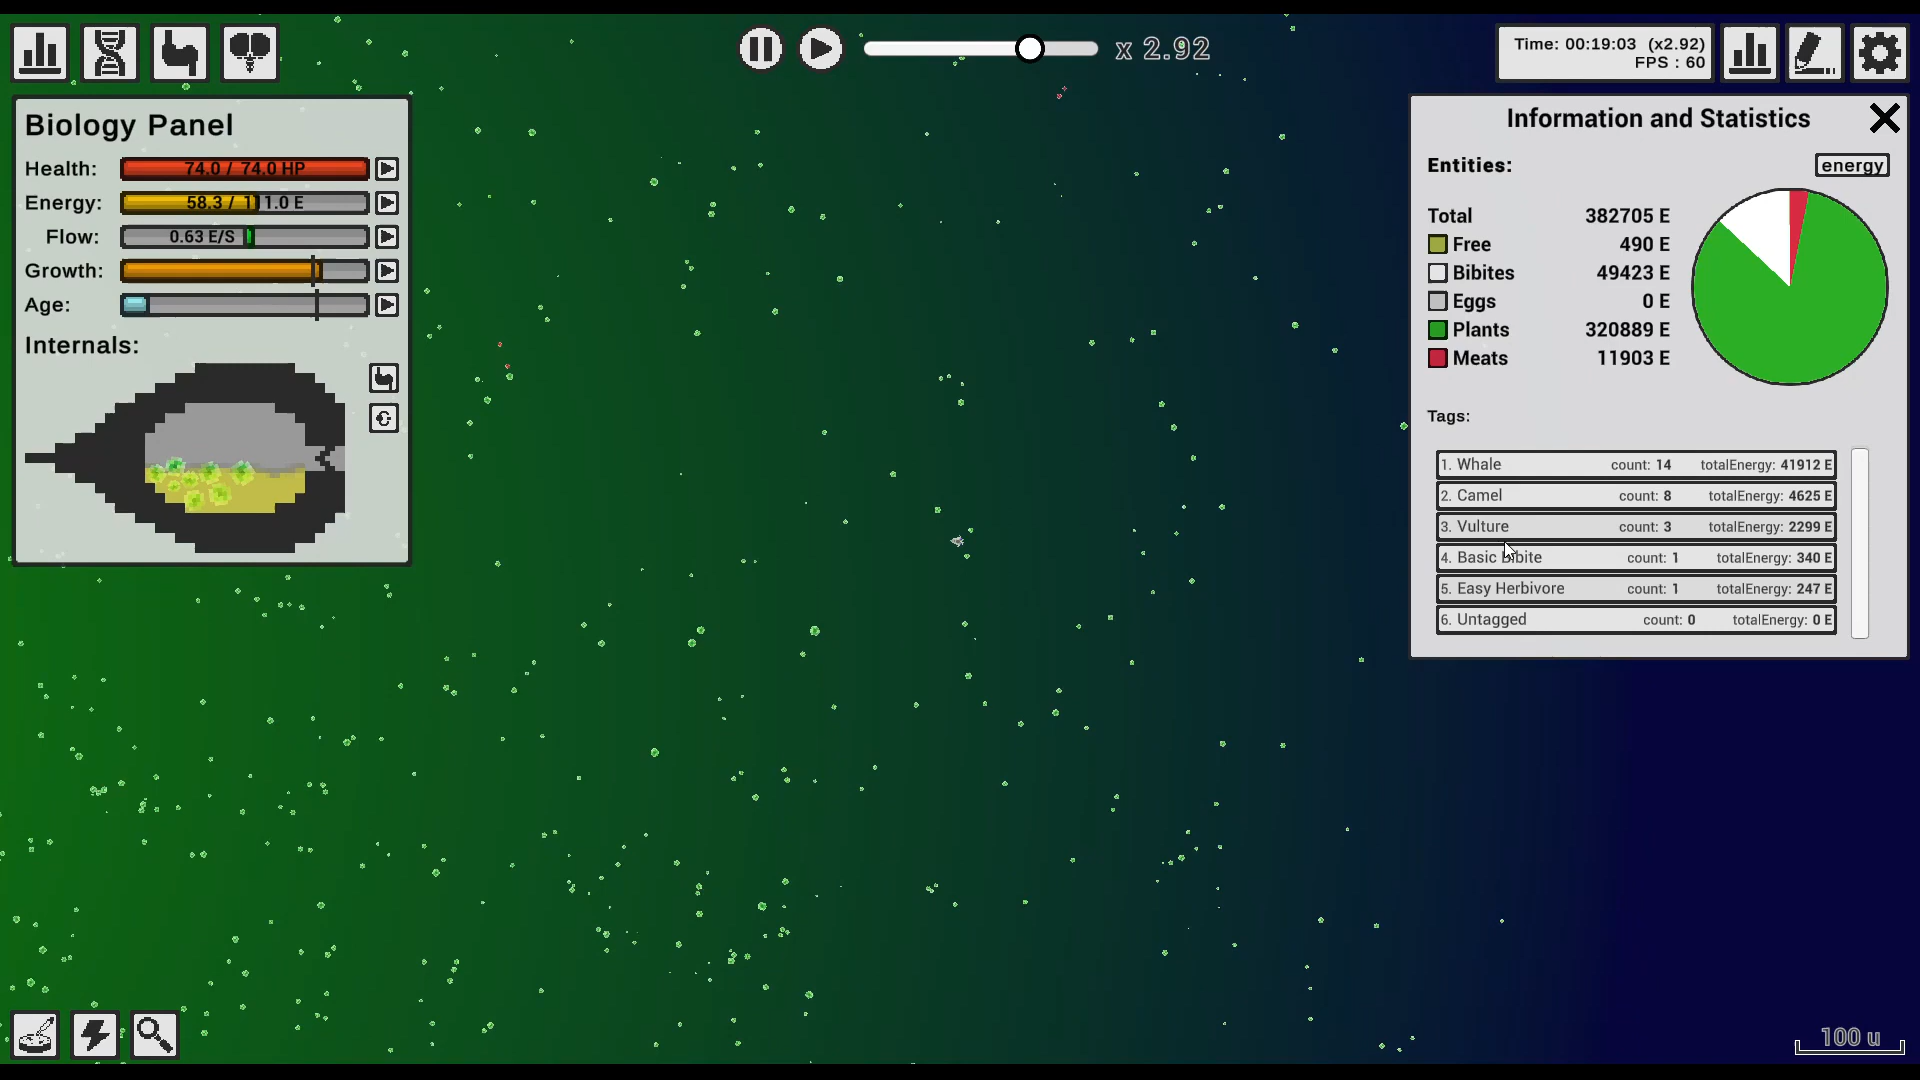 x 2.92
Time: 00:19:03 (x2.92)
FPS : 60
Biology Panel
Health: 74.0 / 74.0 HP
Energy: 58.3 / 111.0 E
Flow: 0.63 E/S
Growth:
Age:
Internals:
Information and Statistics
Entities: energy
Total 382705 E
Free 490 E
Bibites 49423 E
Eggs 0 E
Plants 320889 E
Meats 11903 E
Tags:
1. Whale count: 14 totalEnergy: 41912 E
2. Camel count: 8 totalEnergy: 4625 E
3. Vulture count: 3 totalEnergy: 2299 E
4. Basic Bibite count: 1 totalEnergy: 340 E
5. Easy Herbivore count: 1 totalEnergy: 247 E
6. Untagged count: 0 totalEnergy: 0 E
100 u